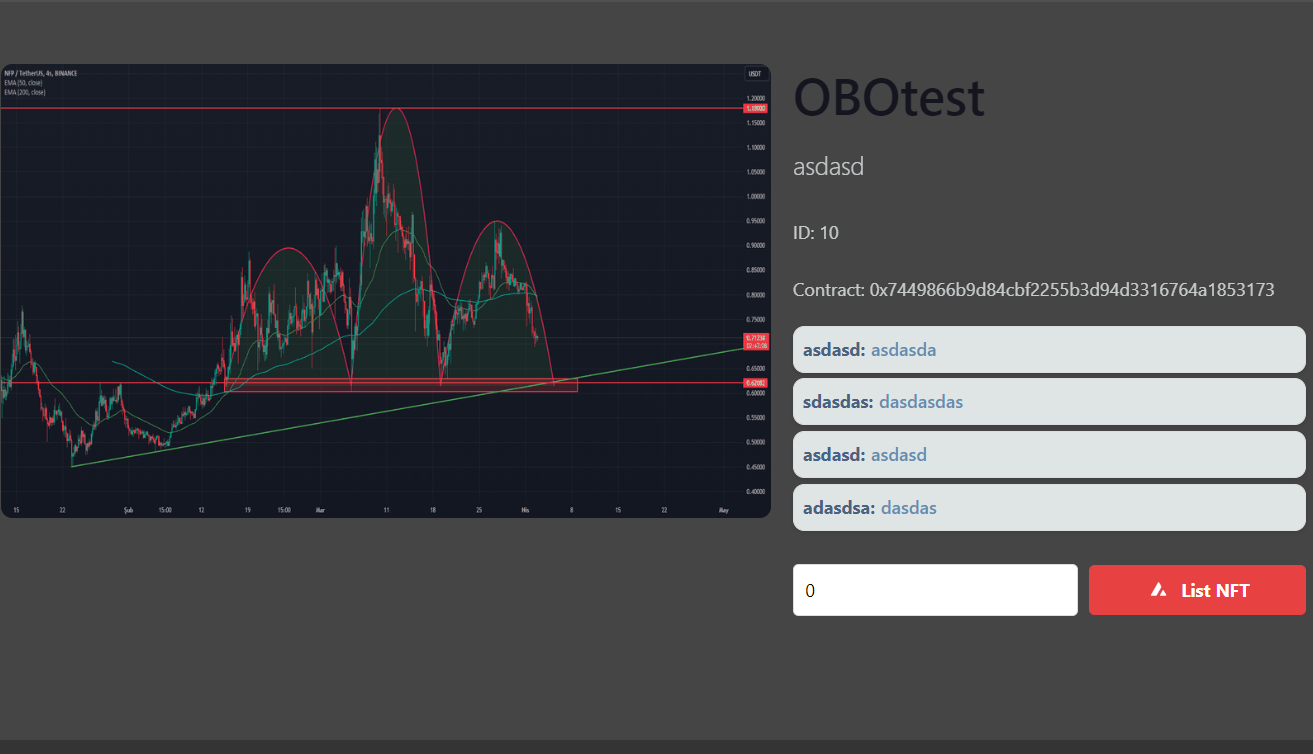 NFP / TetherUS, 4s, BINANCE
EMA (50, close)
EMA (200, close)
USDT
1.20000
1.18000
1.15000
1.10000
1.05000
1.00000
0.95000
0.90000
0.85000
0.80000
0.75000
0.65000
0.62002
0.60000
0.55000
0.50000
0.45000
0.40000
15
22
Şub
15:00
12
19
15:00
Mar
11
18
25
Nis
8
15
22
May
OBOtest
asdasd
ID: 10
Contract: 0x7449866b9d84cbf2255b3d94d3316764a1853173
asdasd: asdasda
sdasdas: dasdasdas
asdasd: asdasd
adasdsa: dasdas
0
List NFT